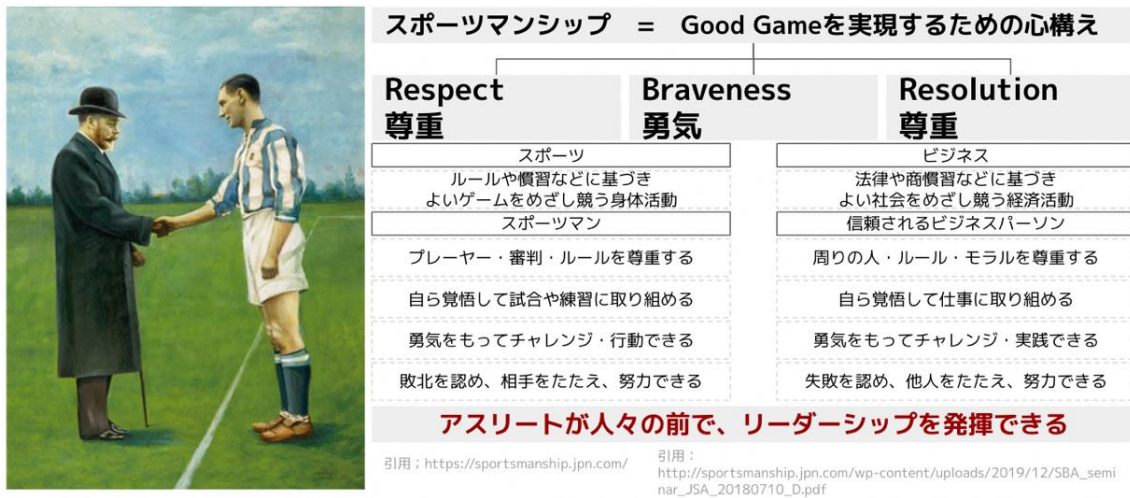 スポーツマンシップ　=　Good Gameを実現するための心構え
Respect
尊重
Braveness
勇気
Resolution
尊重
スポーツ
ルールや慣習などに基づき
よいゲームをめざし競う身体活動
スポーツマン
プレーヤー・審判・ルールを尊重する
自ら覚悟して試合や練習に取り組める
勇気をもってチャレンジ・行動できる
敗北を認め、相手をたたえ、努力できる
ビジネス
法律や商慣習などに基づき
よい社会をめざし競う経済活動
信頼されるビジネスパーソン
周りの人・ルール・モラルを尊重する
自ら覚悟して仕事に取り組める
勇気をもってチャレンジ・実践できる
失敗を認め、他人をたたえ、努力できる
アスリートが人々の前で、リーダーシップを発揮できる
引用；https://sportsmanship.jpn.com/
引用：
http://sportsmanship.jpn.com/wp-content/uploads/2019/12/SBA_semi
nar_JSA_20180710_D.pdf